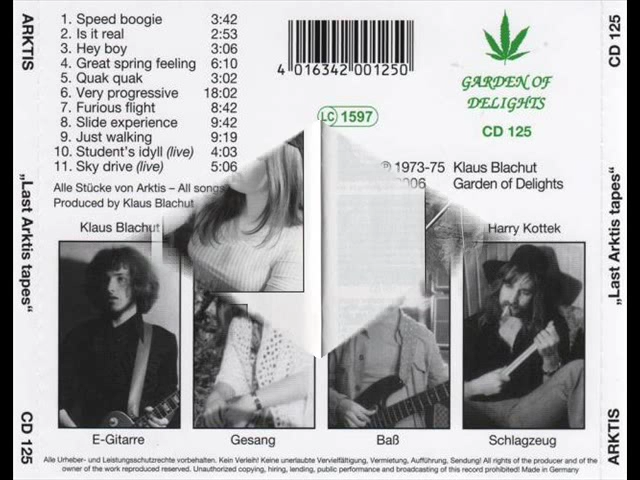 ARKTIS
„Last Arktis tapes“
CD 125
1. Speed boogie 3:42
2. Is it real 2:53
3. Hey boy 3:06
4. Great spring feeling 6:10
5. Quak quak 3:02
6. Very progressive 18:02
7. Furious flight 8:42
8. Slide experience 9:42
9. Just walking 9:19
10. Student's idyll (live) 4:03
11. Sky drive (live) 5:06
Alle Stücke von Arktis – All songs
Produced by Klaus Blachut
4 016342 001250
LC 1597
GARDEN OF
DELIGHTS
CD 125
℗ 1973-75 Klaus Blachut
2006 Garden of Delights
Klaus Blachut
Harry Kottek
E-Gitarre
Gesang
Baß
Schlagzeug
Alle Urheber- und Leistungsschutzrechte vorbehalten. Kein Verleih! Keine unerlaubte Vervielfältigung, Vermietung, Aufführung, Sendung! All rights of the producer and of the
owner of the work reproduced reserved. Unauthorized copying, hiring, lending, public performance and broadcasting of this record prohibited! Made in Germany
CD 125
„Last Arktis tapes“
ARKTIS